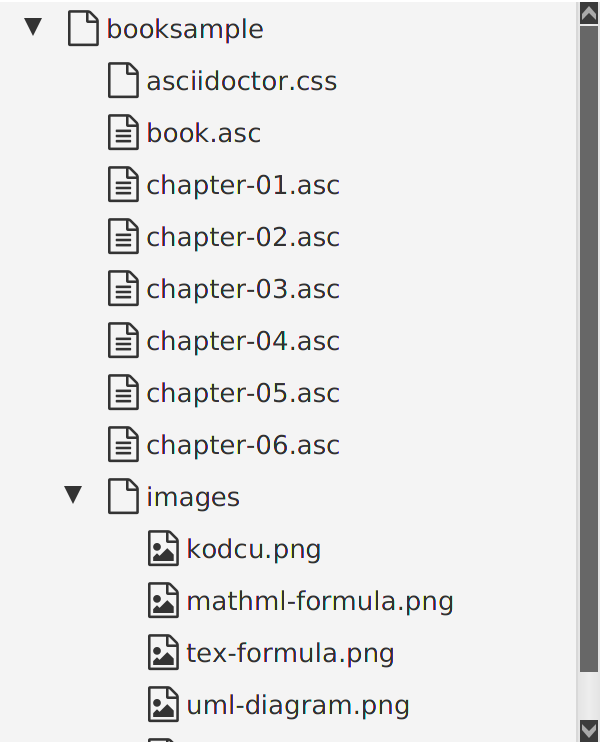 booksample
asciidoctor.css
book.asc
chapter-01.asc
chapter-02.asc
chapter-03.asc
chapter-04.asc
chapter-05.asc
chapter-06.asc
images
kodcu.png
mathml-formula.png
tex-formula.png
uml-diagram.png